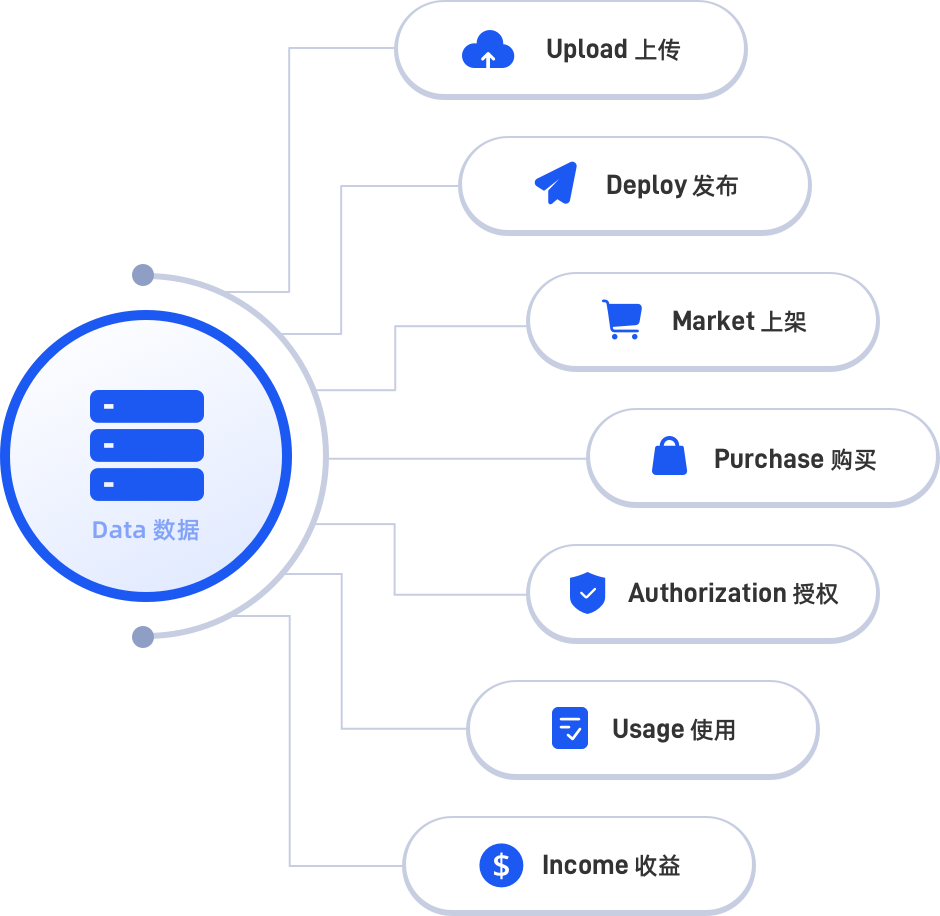 Upload 上传
Deploy 发布
Market 上架
Purchase 购买
Data 数据
Authorization 授权
Usage 使用
Income 收益